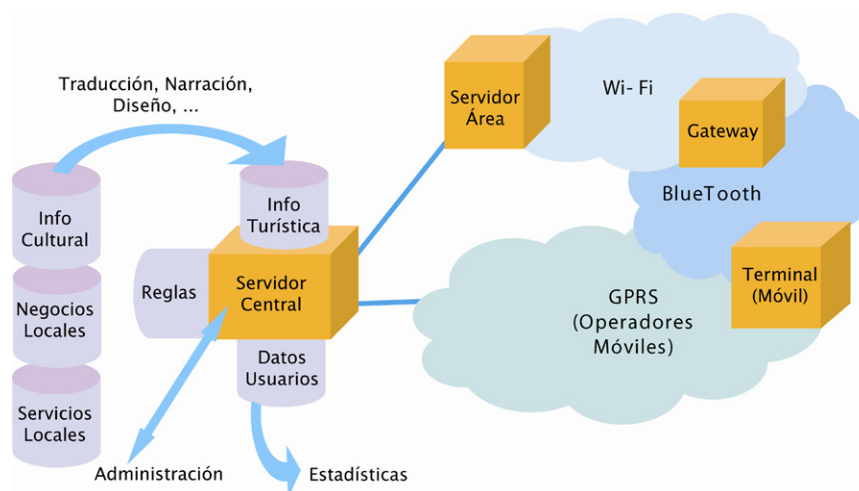 Traducción, Narración,
Diseño, ...
Servidor
Área
Wi- Fi
Gateway
BlueTooth
Info
Cultural
Info
Turística
Reglas
Servidor
Central
Negocios
Locales
Datos
Usuarios
Servicios
Locales
GPRS
(Operadores
Móviles)
Terminal
(Móvil)
Administración
Estadísticas